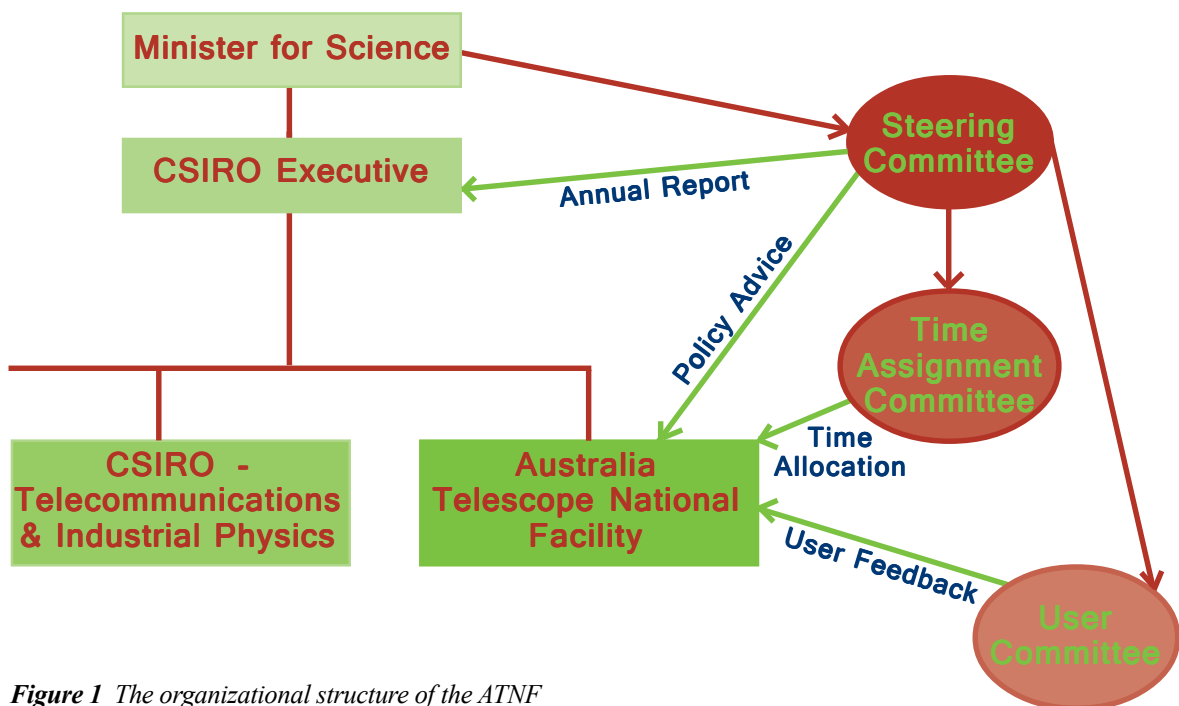 Minister for Science
CSIRO Executive
Steering
Committee
Annual Report
Policy Advice
Time
Assignment
Committee
Time
Allocation
CSIRO -
Telecommunications
& Industrial Physics
Australia
Telescope National
Facility
User Feedback
User
Committee
Figure 1 The organizational structure of the ATNF